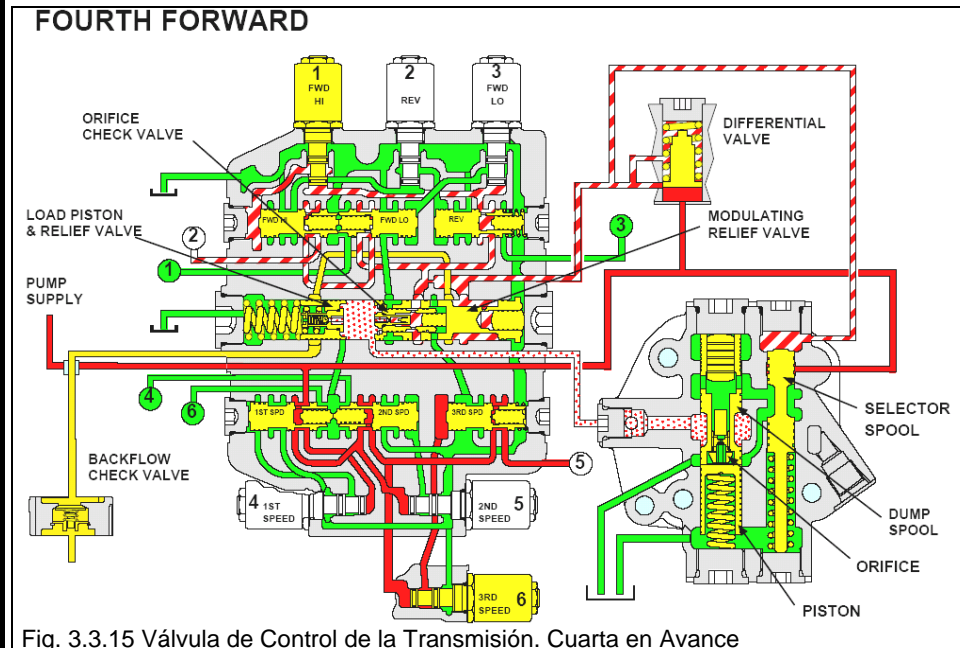 FOURTH FORWARD
1
FWD
HI
2
REV
3
FWD
LO
ORIFICE
CHECK VALVE
DIFFERENTIAL
VALVE
LOAD PISTON
& RELIEF VALVE
FWD HI
FWD LO
REV
MODULATING
RELIEF VALVE
2
3
1
PUMP
SUPPLY
4
6
1ST SPD
2ND SPD
3RD SPD
SELECTOR
SPOOL
5
BACKFLOW
CHECK VALVE
4
1ST
SPEED
2ND
SPEED
5
DUMP
SPOOL
ORIFICE
3RD
SPEED
6
PISTON
Fig. 3.3.15 Válvula de Control de la Transmisión. Cuarta en Avance